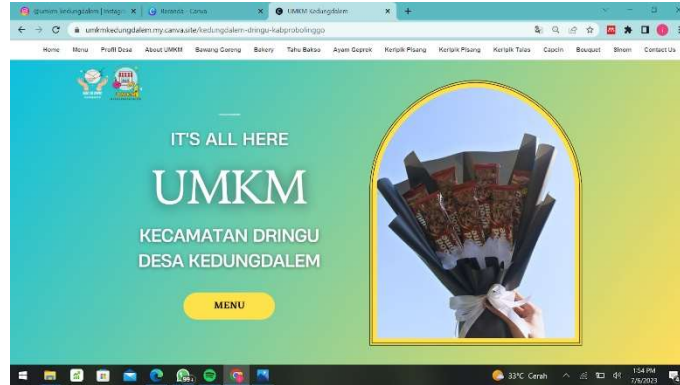 UMKM Kedungdalem
umkmkedungdalem.my.canva.site/kedungdalem-dringu-kabprobolinggo
Home Menu Profil Desa About UMKM Bawang Goreng Bakery Tahu Bakso Ayam Geprek Keripik Pisang Keripik Pisang Keripik Talas Capcin Bouquet Sinom Contact Us
IT'S ALL HERE
UMKM
KECAMATAN DRINGU
DESA KEDUNGDALEM
MENU
33°C Cerah
1:54 PM
7/6/2023